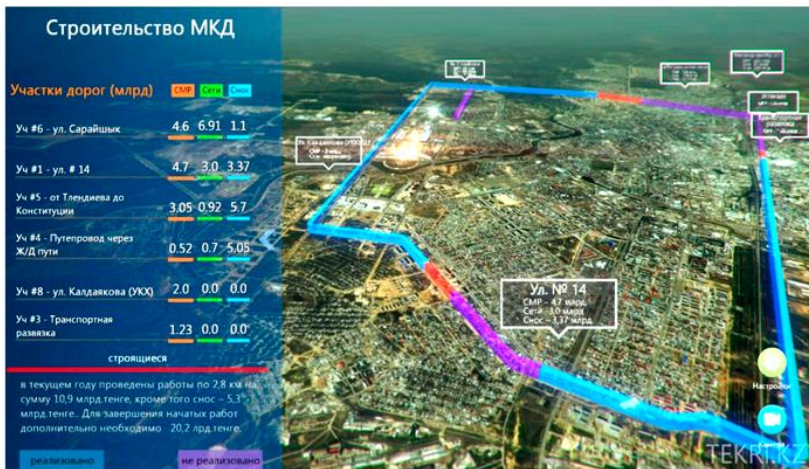 Строительство МКД
Участки дорог (млрд) СМР Сети Снос
Уч #6 - ул. Сарайшык 4.6 6.91 1.1
Уч #1 - ул. # 14 4.7 3.0 3.37
Уч #5 - от Тлендиева до
Конституции 3.05 0.92 5.7
Уч #4 - Путепровод через
Ж/Д пути 0.52 0.7 5.05
Уч #8 - ул. Калдаякова (УКХ) 2.0 0.0 0.0
Уч #3 - Транспортная
развязка 1.23 0.0 0.0
строящиеся
в текущем году проведены работы по 2,8 км на
сумму 10,9 млрд.тенге, кроме того снос – 5,3
млрд.тенге.. Для завершения начатых работ
дополнительно необходимо 20,2 лрд.тенге.
реализовано не реализовано
Ул. № 14
СМР – 4.7 млрд
Сети – 3.0 млрд
Снос – 3.37 млрд
Транспортная
развязка
Настройки
TEKRI.KZ